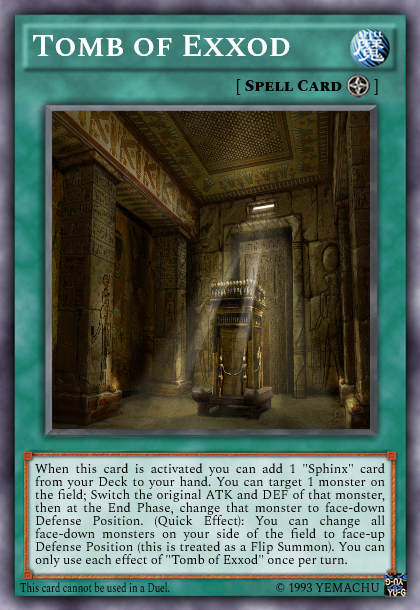 TOMB OF EXXOD
魔
[ SPELL CARD ]
When this card is activated you can add 1 "Sphinx" card
from your Deck to your hand. You can target 1 monster on
the field; Switch the original ATK and DEF of that monster,
then at the End Phase, change that monster to face-down
Defense Position. (Quick Effect): You can change all
face-down monsters on your side of the field to face-up
Defense Position (this is treated as a Flip Summon). You can
only use each effect of "Tomb of Exxod" once per turn.
This card cannot be used in a Duel. © 1993 YEMACHU